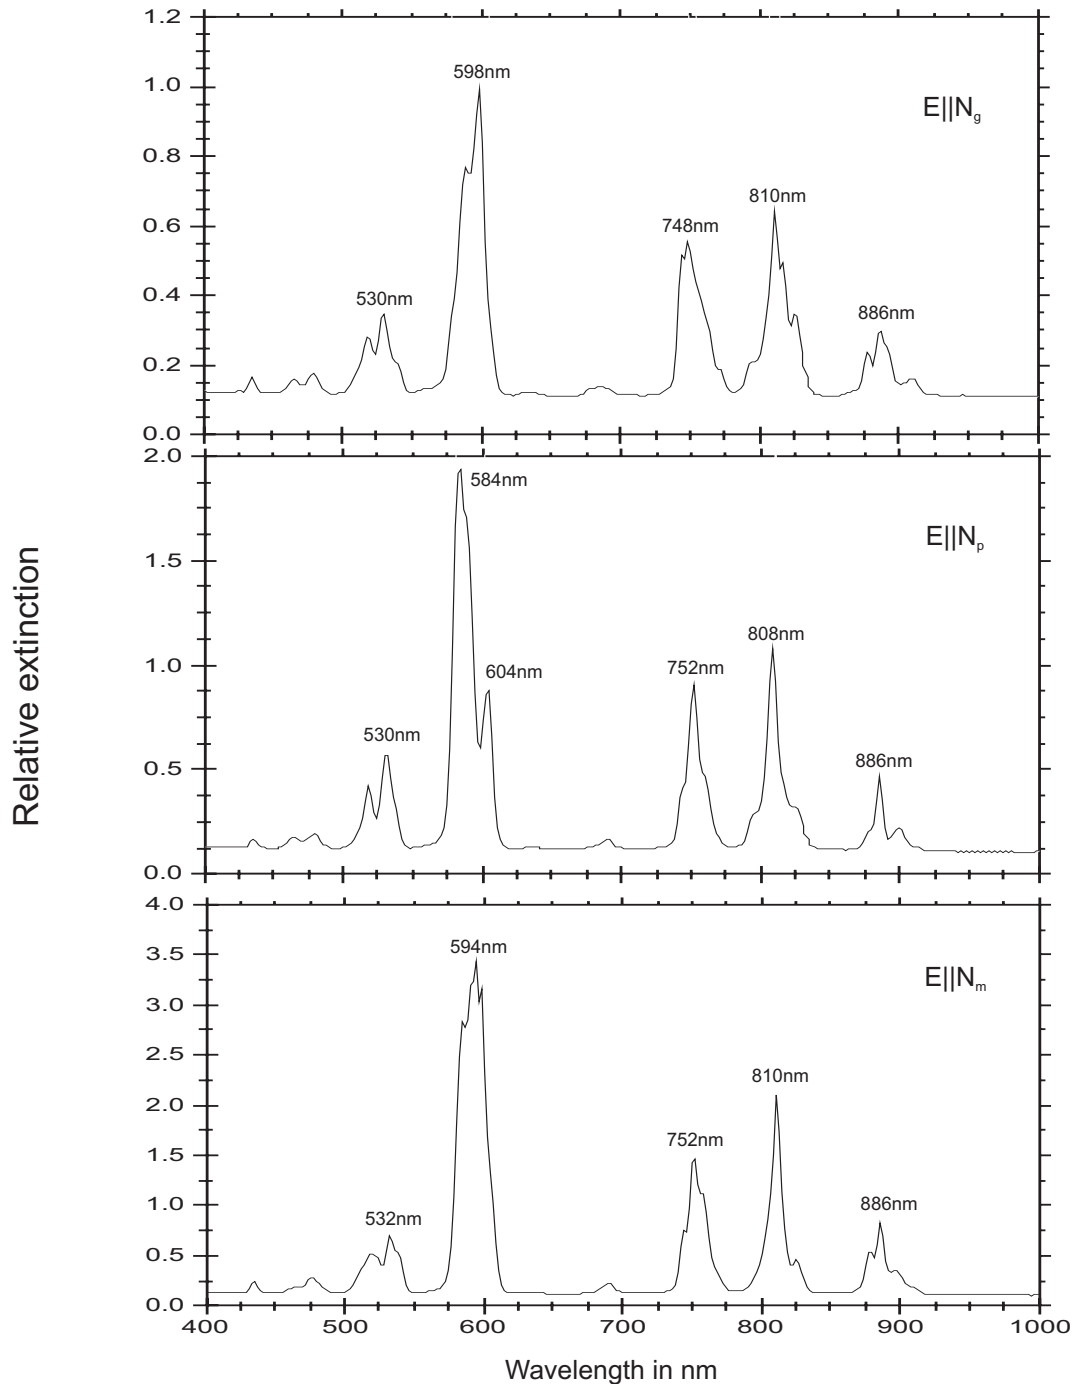 1.2
1.0
0.8
0.6
0.4
0.2
0.0
598nm
E||Ng
810nm
748nm
530nm
886nm
2.0
1.5
1.0
0.5
0.0
584nm
E||Np
808nm
604nm
752nm
530nm
886nm
Relative extinction
4.0
3.5
3.0
2.5
2.0
1.5
1.0
0.5
0.0
594nm
E||Nm
810nm
752nm
532nm
886nm
400 500 600 700 800 900 1000
Wavelength in nm